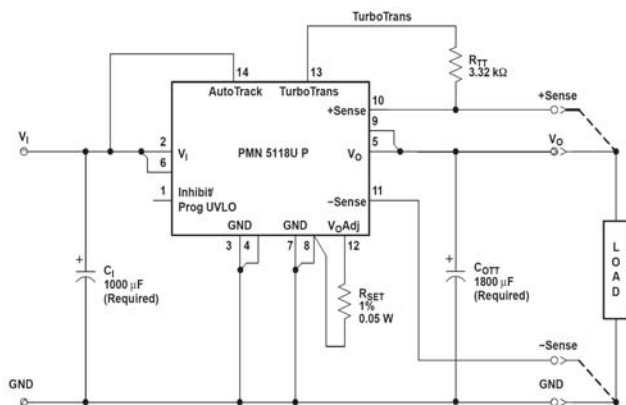 TurboTrans
14
13
AutoTrack
TurboTrans
R_TT
3.32 kΩ
+Sense
10
+Sense
9
V_I
2
V_I
PMN 5118U P
V_O
5
V_O
6
1
Inhibit/
Prog UVLO
−Sense
11
GND
GND
V_OAdj
3
4
7
8
12
LOAD
+
C_I
1000 μF
(Required)
R_SET
1%
0.05 W
+
C_OTT
1800 μF
(Required)
−Sense
GND
GND